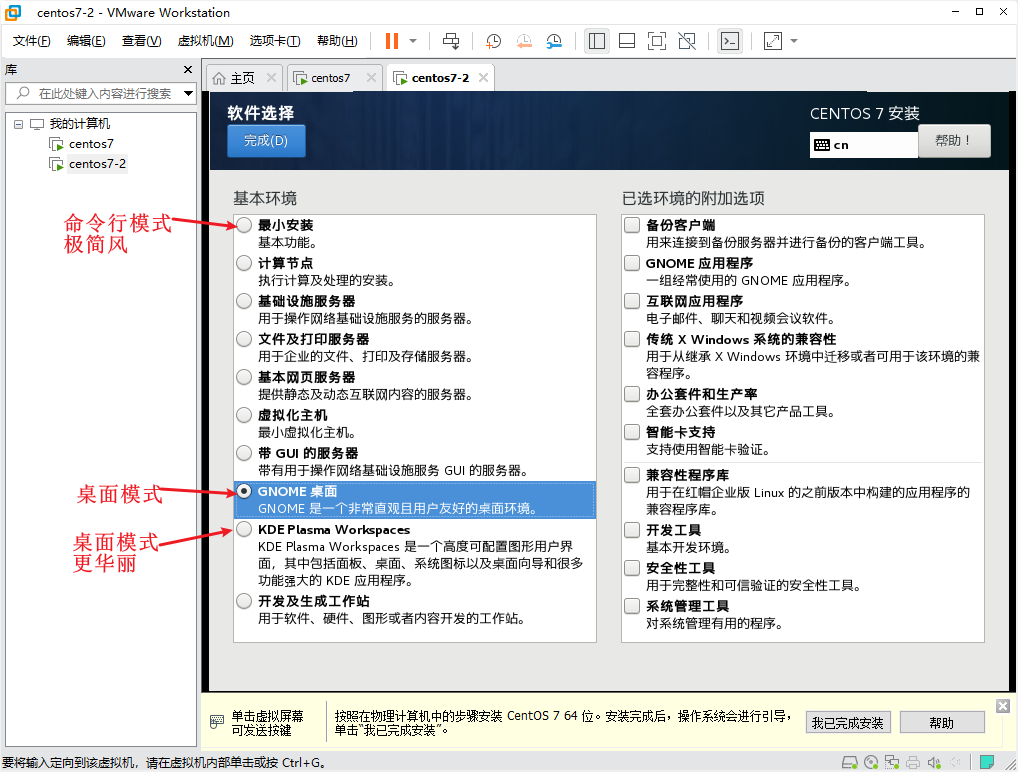 centos7-2 - VMware Workstation
文件(F) 编辑(E) 查看(V) 虚拟机(M) 选项卡(T) 帮助(H)
库
在此处键入内容进行搜索
我的计算机
centos7
centos7-2
主页 centos7 centos7-2
软件选择
完成(D)
CENTOS 7 安装
cn
帮助！
命令行模式
极简风
桌面模式
桌面模式
更华丽
基本环境
最小安装
基本功能。
计算节点
执行计算及处理的安装。
基础设施服务器
用于操作网络基础设施服务的服务器。
文件及打印服务器
用于企业的文件、打印及存储服务器。
基本网页服务器
提供静态及动态互联网内容的服务器。
虚拟化主机
最小虚拟化主机。
带 GUI 的服务器
带有用于操作网络基础设施服务 GUI 的服务器。
GNOME 桌面
GNOME 是一个非常直观且用户友好的桌面环境。
KDE Plasma Workspaces
KDE Plasma Workspaces 是一个高度可配置图形用户界
面，其中包括面板、桌面、系统图标以及桌面向导和很多
功能强大的 KDE 应用程序。
开发及生成工作站
用于软件、硬件、图形或者内容开发的工作站。
已选环境的附加选项
备份客户端
用来连接到备份服务器并进行备份的客户端工具。
GNOME 应用程序
一组经常使用的 GNOME 应用程序。
互联网应用程序
电子邮件、聊天和视频会议软件。
传统 X Windows 系统的兼容性
用于从继承 X Windows 环境中迁移或者可用于该环境的兼
容程序。
办公套件和生产率
全套办公套件以及其它产品工具。
智能卡支持
支持使用智能卡验证。
兼容性程序库
用于在红帽企业版 Linux 的之前版本中构建的应用程序的
兼容程序库。
开发工具
基本开发环境。
安全性工具
用于完整性和可信验证的安全性工具。
系统管理工具
对系统管理有用的程序。
单击虚拟屏幕
可发送按键
按照在物理计算机中的步骤安装 CentOS 7 64 位。安装完成后，操作系统会进行引导，
单击“我已完成安装”。
我已完成安装
帮助
要将输入定向到该虚拟机，请在虚拟机内部单击或按 Ctrl+G。